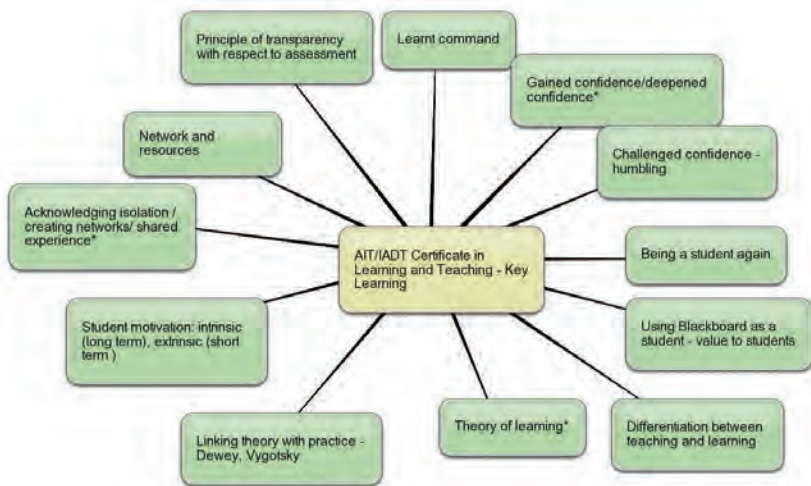 Principle of transparency
with respect to assessment
Learnt command
Gained confidence/deepened
confidence*
Network and
resources
Challenged confidence -
humbling
Acknowledging isolation /
creating networks/ shared
experience*
AIT/IADT Certificate in
Learning and Teaching - Key
Learning
Being a student again
Student motivation: intrinsic
(long term), extrinsic (short
term )
Using Blackboard as a
student - value to students
Linking theory with practice -
Dewey, Vygotsky
Theory of learning*
Differentiation between
teaching and learning